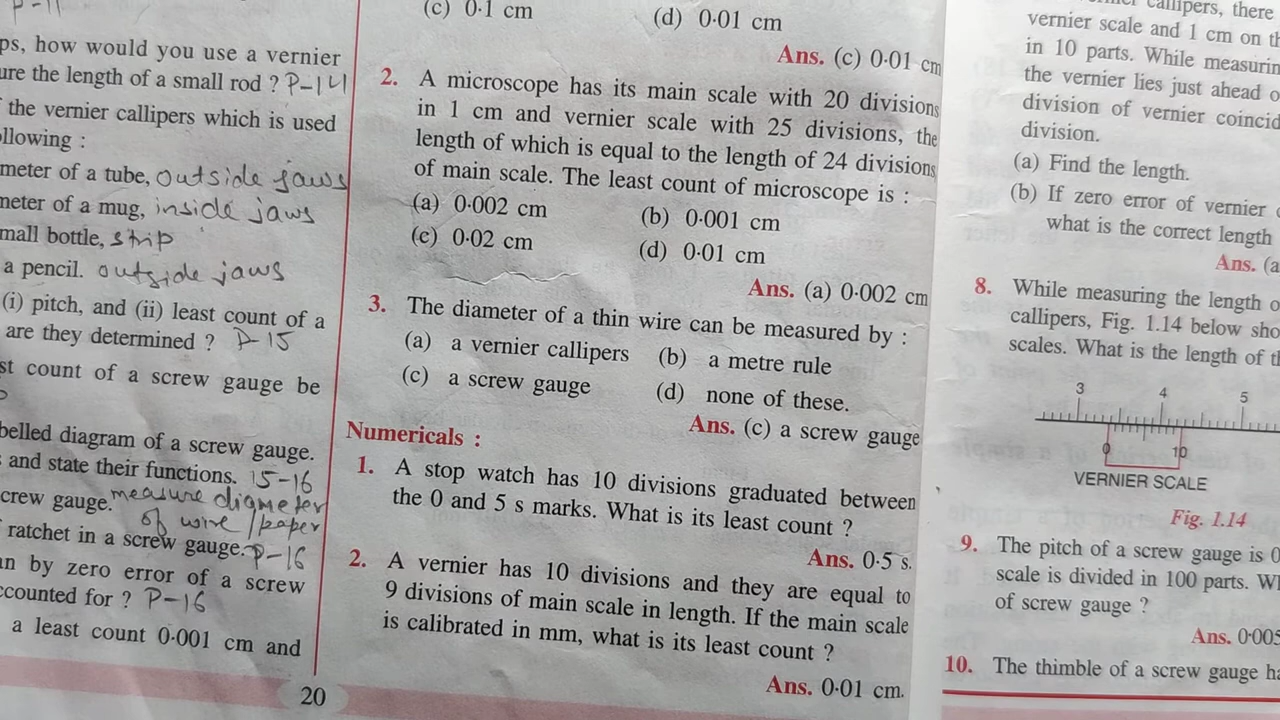 P-11
ps, how would you use a vernier
ure the length of a small rod ? P-14
the vernier callipers which is used
ollowing :
meter of a tube, outside jaws
meter of a mug, inside jaws
mall bottle, strip
a pencil. outside jaws
(i) pitch, and (ii) least count of a
are they determined ? P-15
st count of a screw gauge be
belled diagram of a screw gauge.
and state their functions. 15-16
crew gauge. measure diameter
of wire / paper
ratchet in a screw gauge. P-16
an by zero error of a screw
ccounted for ? P-16
a least count 0·001 cm and
20
(c) 0·1 cm (d) 0·01 cm
Ans. (c) 0·01 cm
2. A microscope has its main scale with 20 divisions
in 1 cm and vernier scale with 25 divisions, the
length of which is equal to the length of 24 divisions
of main scale. The least count of microscope is :
(a) 0·002 cm (b) 0·001 cm
(c) 0·02 cm (d) 0·01 cm
Ans. (a) 0·002 cm
3. The diameter of a thin wire can be measured by :
(a) a vernier callipers (b) a metre rule
(c) a screw gauge (d) none of these.
Ans. (c) a screw gauge
Numericals :
1. A stop watch has 10 divisions graduated between
the 0 and 5 s marks. What is its least count ?
Ans. 0·5 s.
2. A vernier has 10 divisions and they are equal to
9 divisions of main scale in length. If the main scale
is calibrated in mm, what is its least count ?
Ans. 0·01 cm.
callipers, there
vernier scale and 1 cm on th
in 10 parts. While measurin
the vernier lies just ahead o
division of vernier coincid
division.
(a) Find the length.
(b) If zero error of vernier
what is the correct length
Ans. (a
8. While measuring the length o
callipers, Fig. 1.14 below sho
scales. What is the length of th
3 4 5
0 10
VERNIER SCALE
Fig. 1.14
9. The pitch of a screw gauge is 0
scale is divided in 100 parts. Wh
of screw gauge ?
Ans. 0·005
10. The thimble of a screw gauge ha